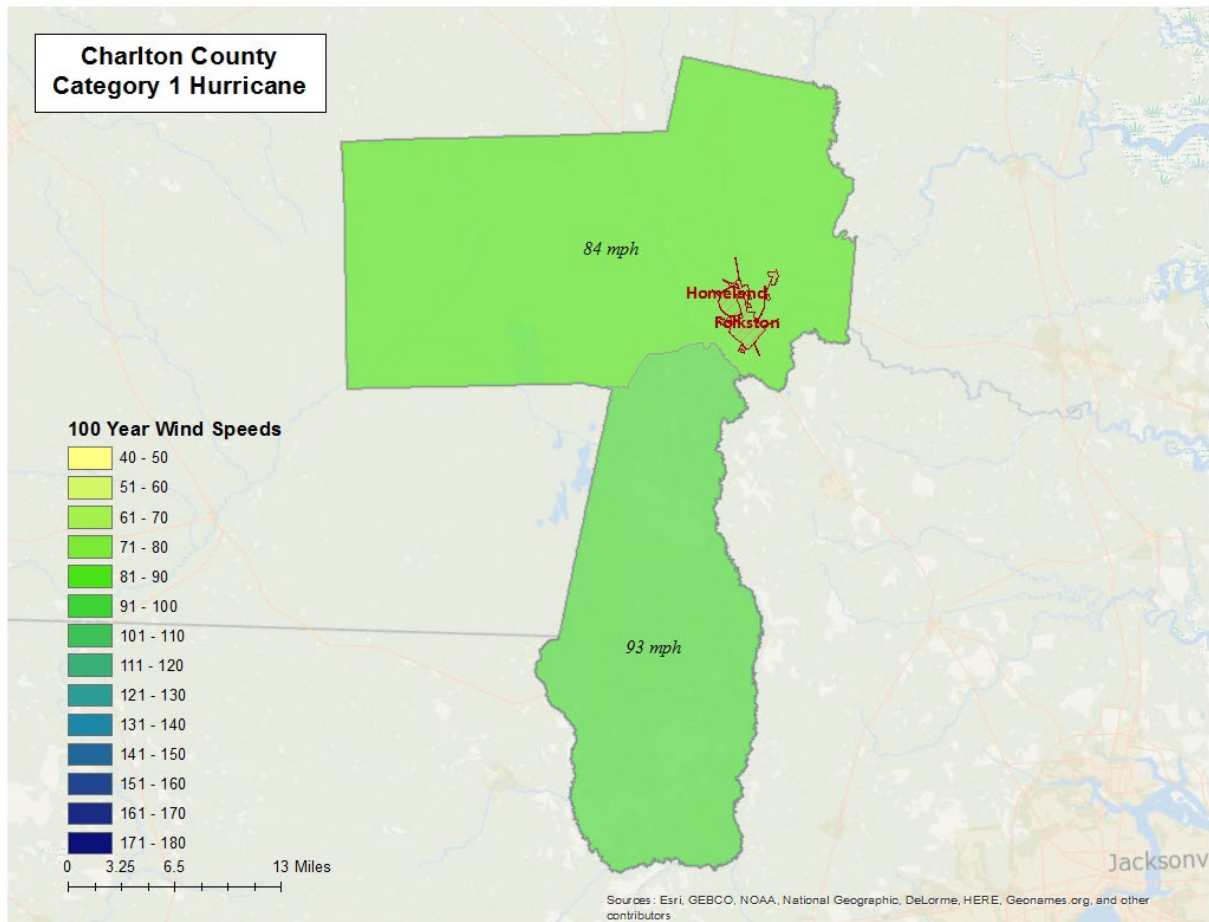 Charlton County
Category 1 Hurricane
84 mph
Homeland
Folkston
100 Year Wind Speeds
40 - 50
51 - 60
61 - 70
71 - 80
81 - 90
91 - 100
101 - 110
111 - 120
121 - 130
131 - 140
141 - 150
151 - 160
161 - 170
171 - 180
93 mph
0 3.25 6.5 13 Miles
Jacksonv
Sources: Esri, GEBCO, NOAA, National Geographic, DeLorme, HERE, Geonames.org, and other
contributors